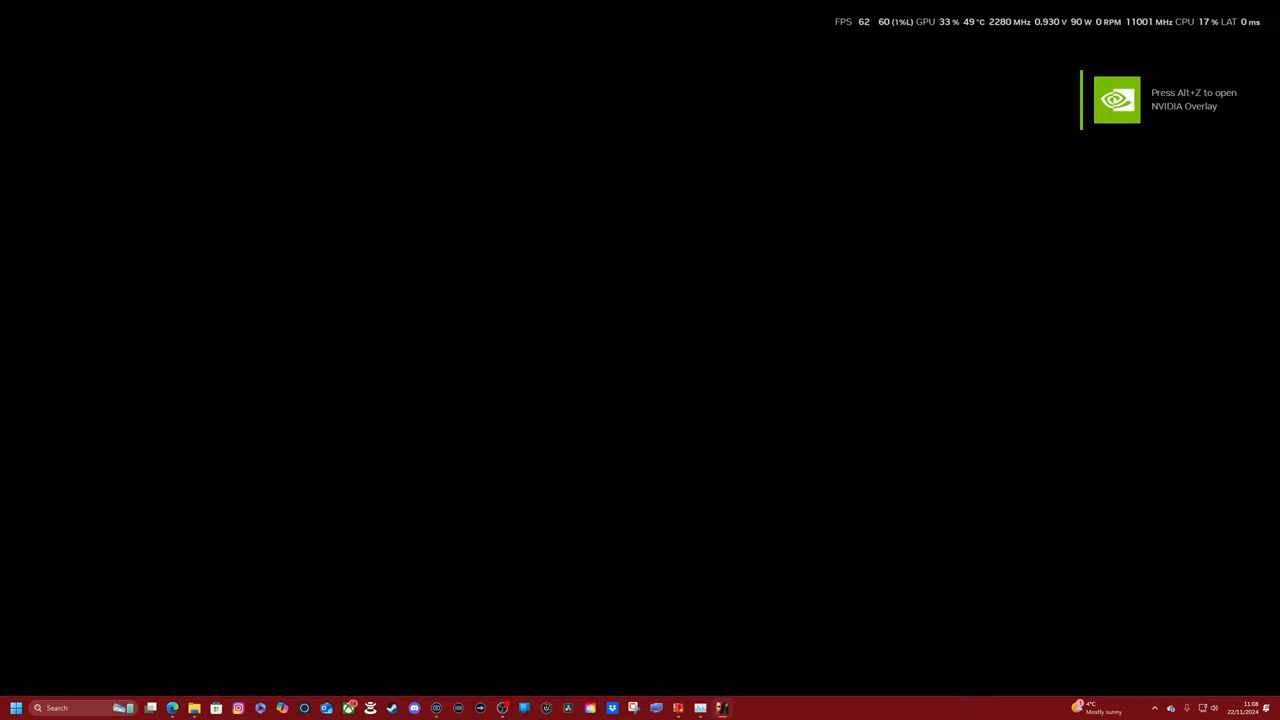 FPS 62 60 (1%L) GPU 33 % 49 °C 2280 MHz 0.930 V 90 W 0 RPM 11001 MHz CPU 17 % LAT 0 ms
Press Alt+Z to open
NVIDIA Overlay
Search
4°C
Mostly sunny
11:08
22/11/2024